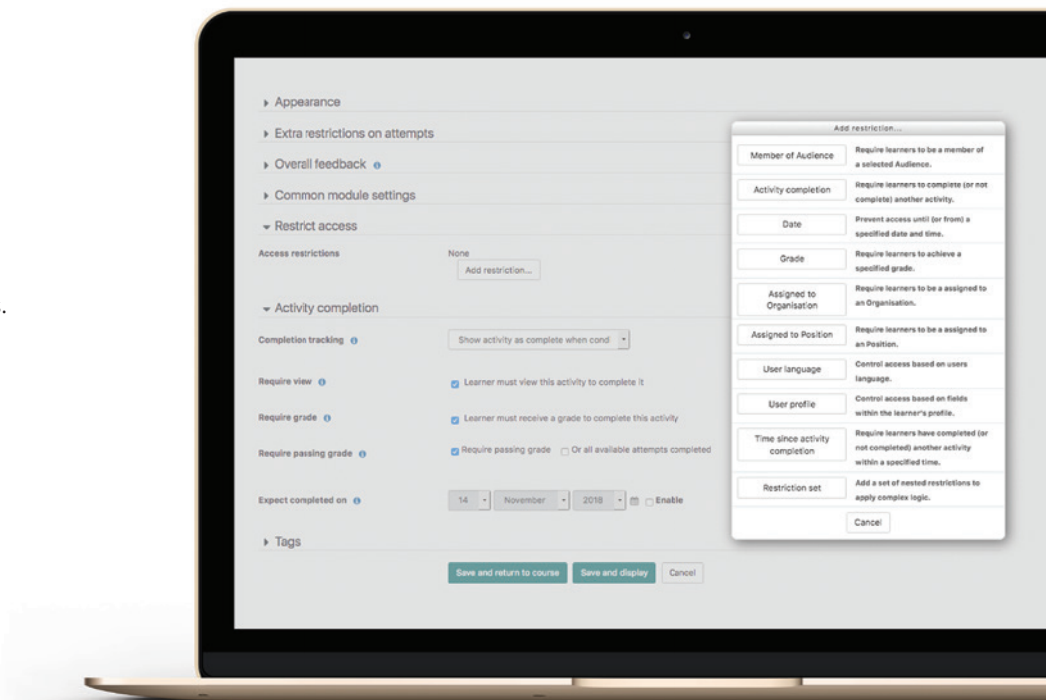 Appearance
Extra restrictions on attempts
Overall feedback
Common module settings
Restrict access
Access restrictions
None
Add restriction...
Activity completion
Completion tracking
Show activity as complete when cond
Require view
Learner must view this activity to complete it
Require grade
Learner must receive a grade to complete this activity
Require passing grade
Require passing grade Or all available attempts completed
Expect completed on
14 November 2018 Enable
Tags
Save and return to course Save and display Cancel
Add restriction...
Member of Audience
Require learners to be a member of
a selected Audience.
Activity completion
Require learners to complete (or not
complete) another activity.
Date
Prevent access until (or from) a
specified date and time.
Grade
Require learners to achieve a
specified grade.
Assigned to
Organisation
Require learners to be a assigned to
an Organisation.
Assigned to Position
Require learners to be a assigned to
an Position.
User language
Control access based on users
language.
User profile
Control access based on fields
within the learner's profile.
Time since activity
completion
Require learners have completed (or
not completed) another activity
within a specified time.
Restriction set
Add a set of nested restrictions to
apply complex logic.
Cancel